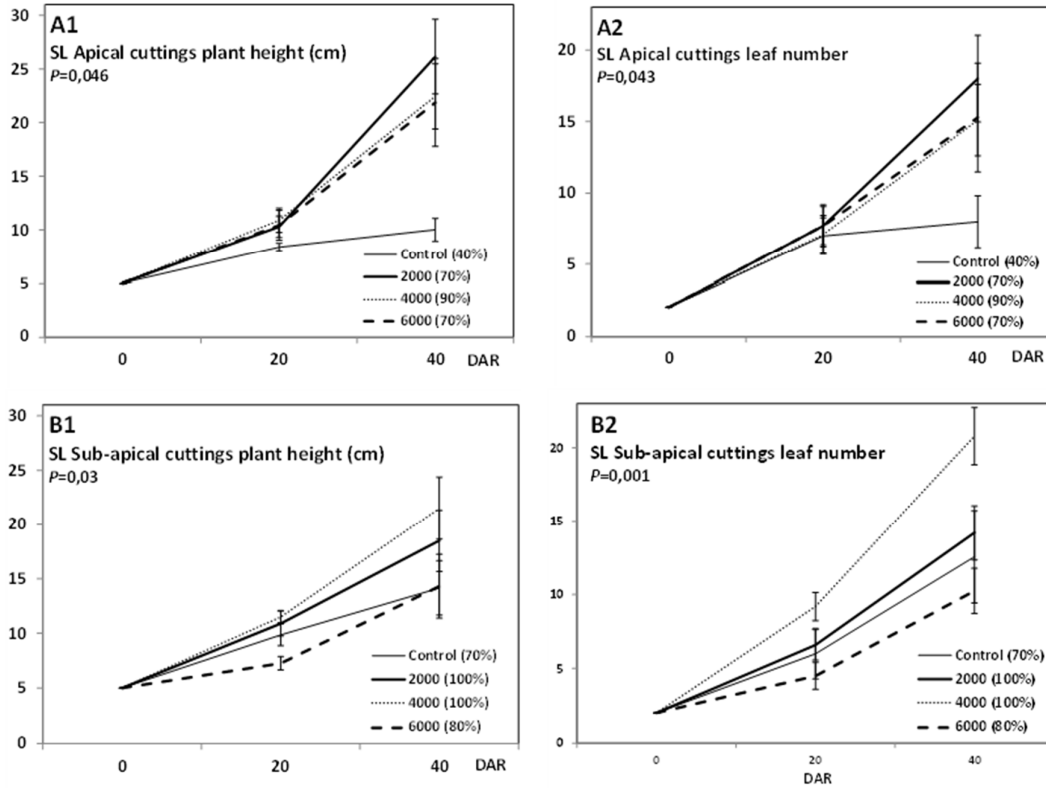 A1
SL Apical cuttings plant height (cm)
P=0,046
30
25
20
15
10
5
0
Control (40%)
2000 (70%)
4000 (90%)
6000 (70%)
0 20 40 DAR
A2
SL Apical cuttings leaf number
P=0,043
20
15
10
5
0
Control (40%)
2000 (70%)
4000 (90%)
6000 (70%)
0 20 40 DAR
B1
SL Sub-apical cuttings plant height (cm)
P=0,03
30
25
20
15
10
5
0
Control (70%)
2000 (100%)
4000 (100%)
6000 (80%)
0 20 40 DAR
B2
SL Sub-apical cuttings leaf number
P=0,001
20
15
10
5
0
Control (70%)
2000 (100%)
4000 (100%)
6000 (80%)
0 20 40
DAR